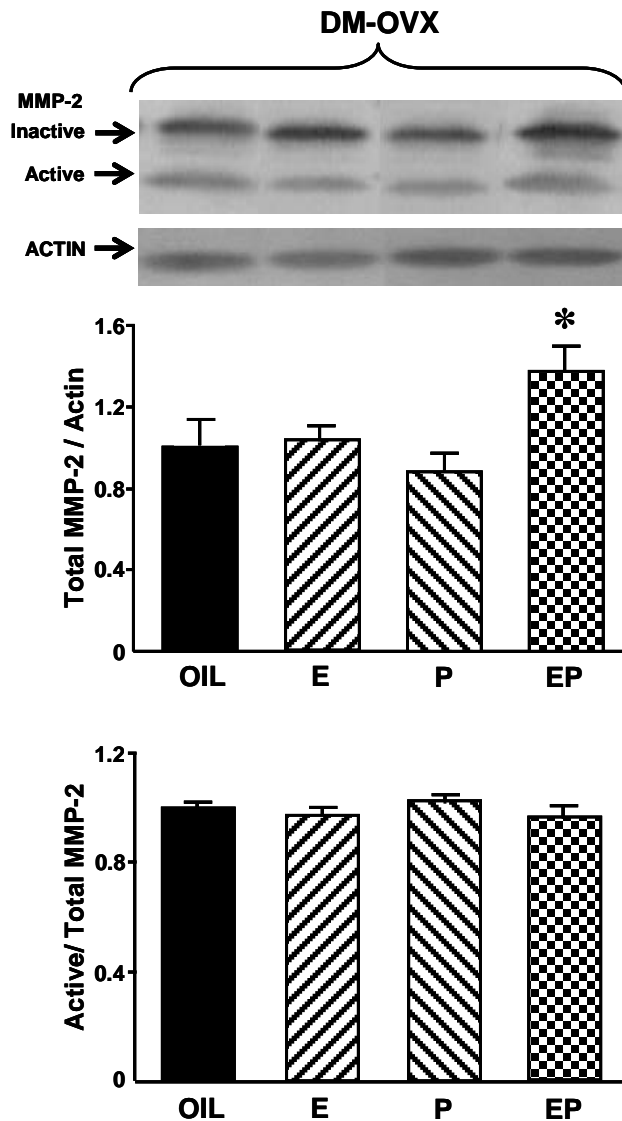 DM-OVX
MMP-2
Inactive
Active
ACTIN
Total MMP-2 / Actin
1.6
1.2
0.8
0.4
0
*
OIL E P EP
Active/ Total MMP-2
1.2
0.8
0.4
0
OIL E P EP